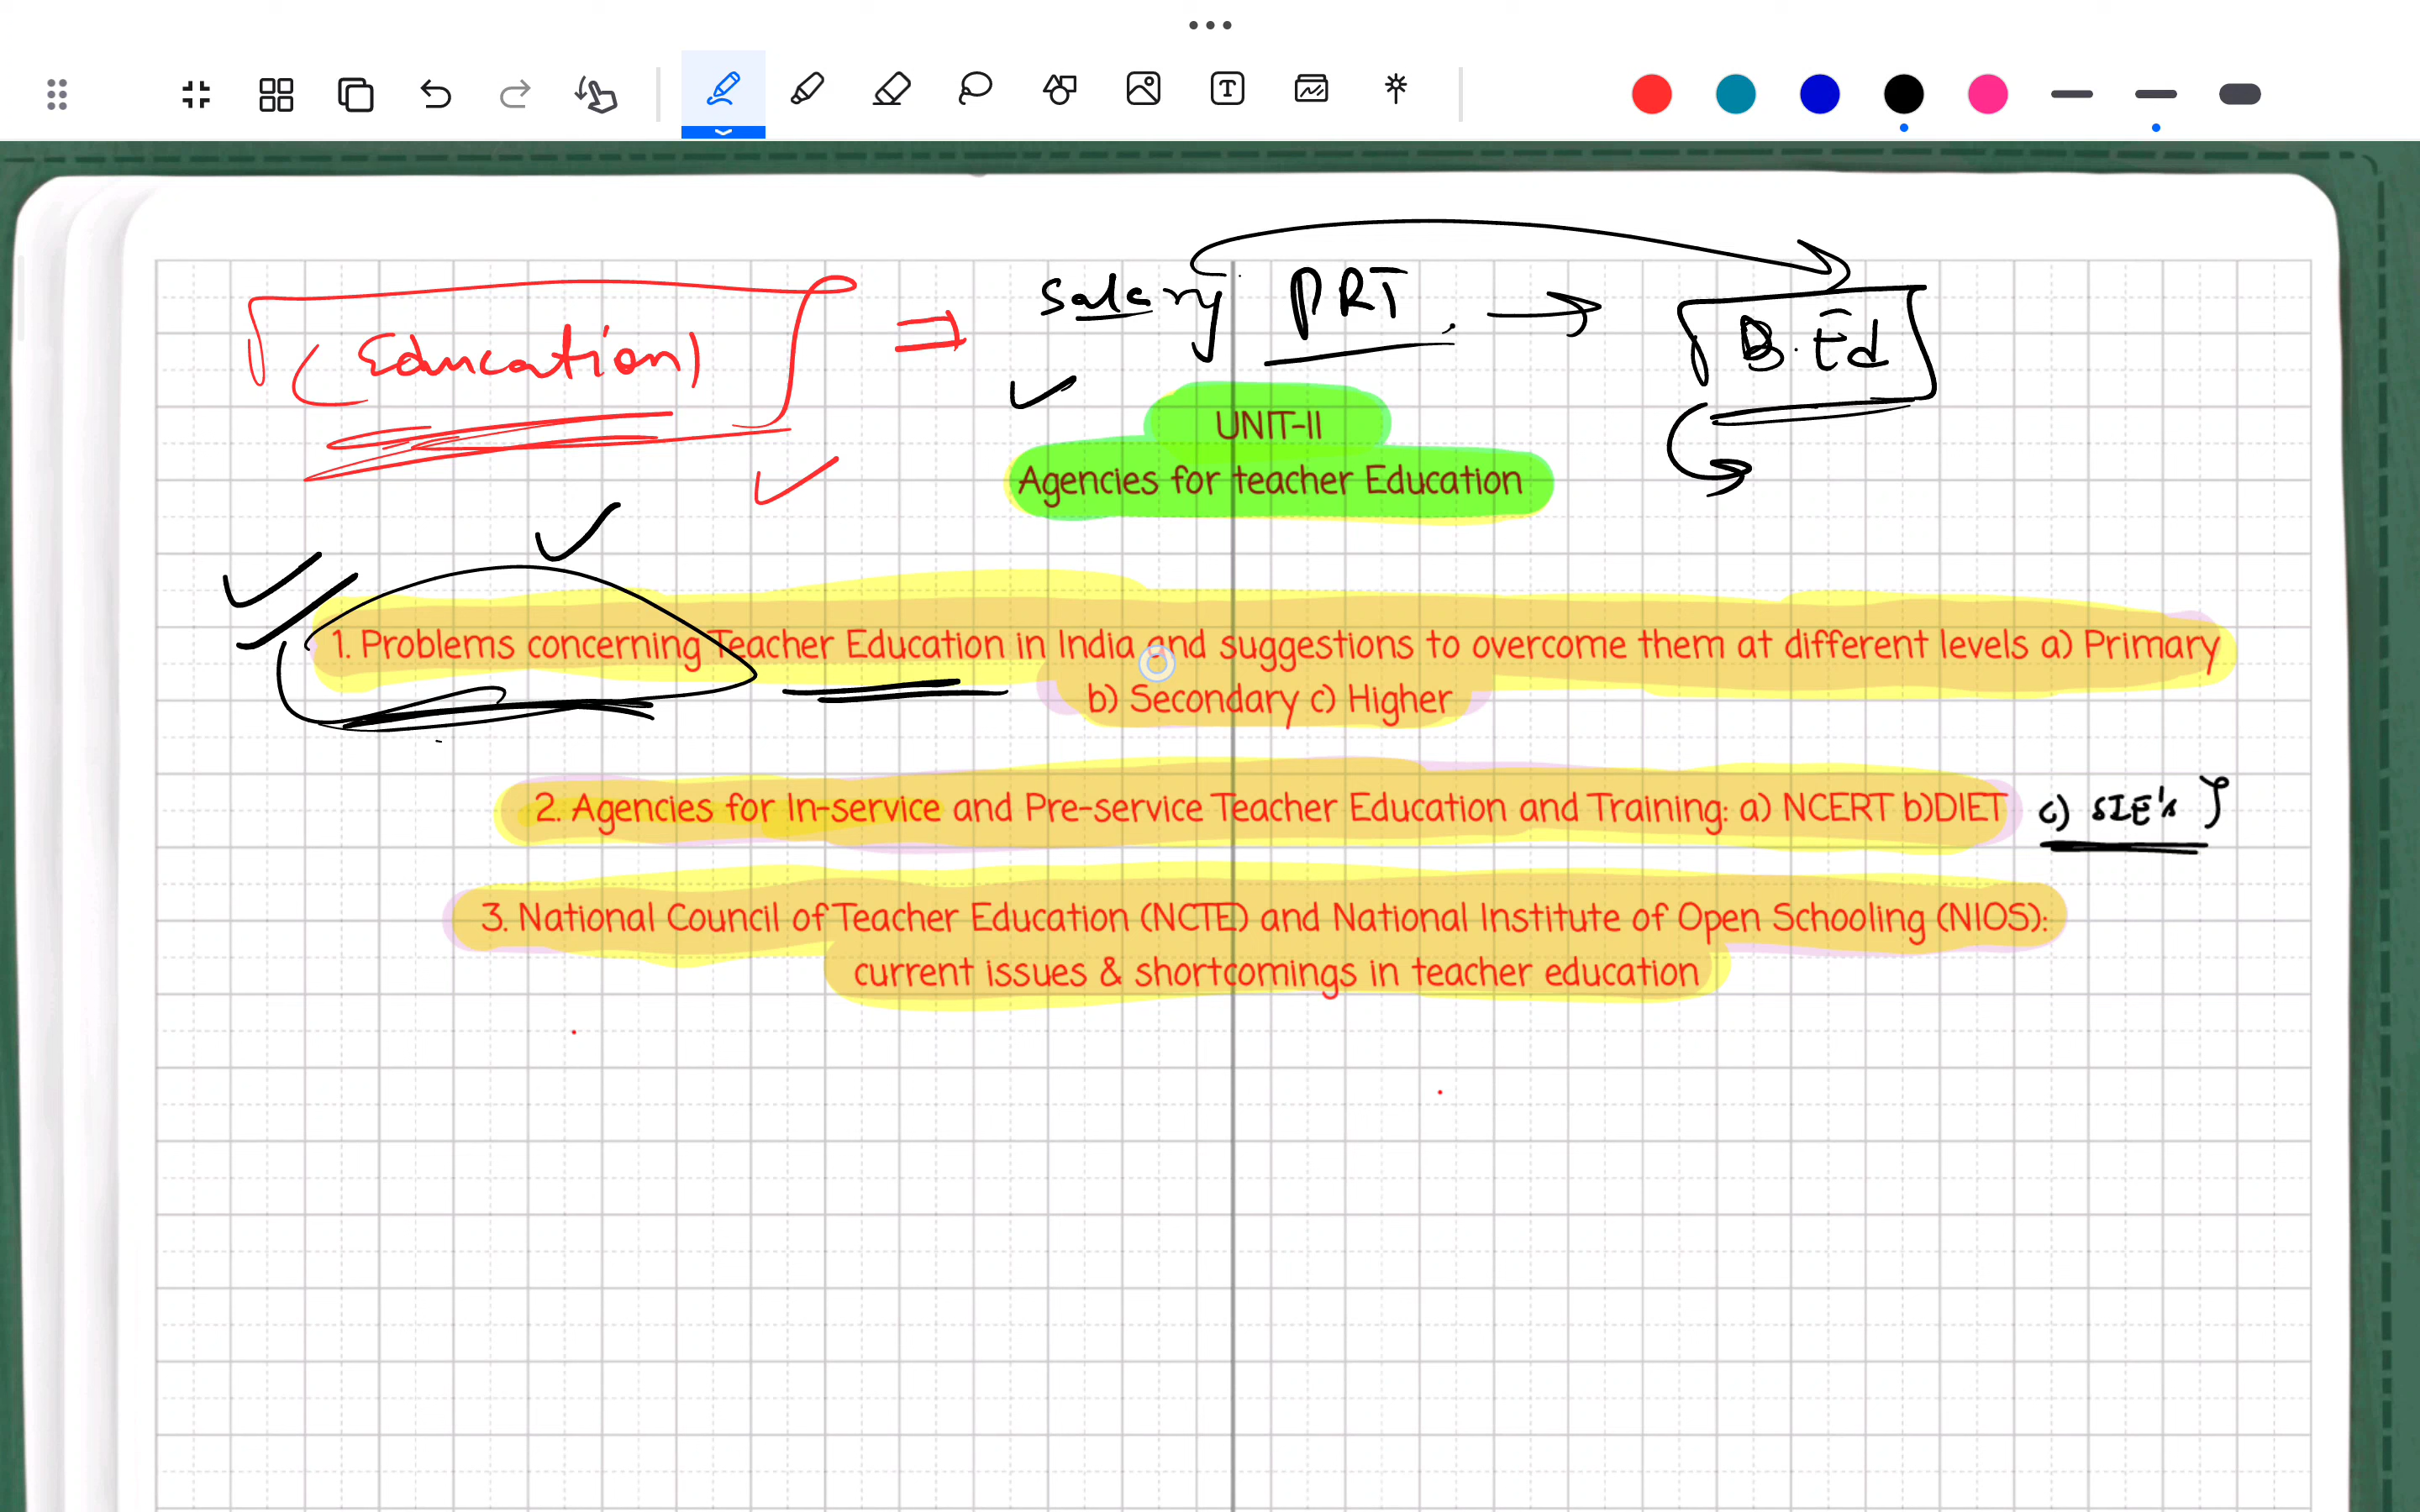 (Education) ⇒ Salary PRT → B.Ed
UNIT-II
Agencies for teacher Education
1. Problems concerning Teacher Education in India and suggestions to overcome them at different levels a) Primary
b) Secondary c) Higher
2. Agencies for In-service and Pre-service Teacher Education and Training: a) NCERT b)DIET c) SIE's
3. National Council of Teacher Education (NCTE) and National Institute of Open Schooling (NIOS):
current issues & shortcomings in teacher education